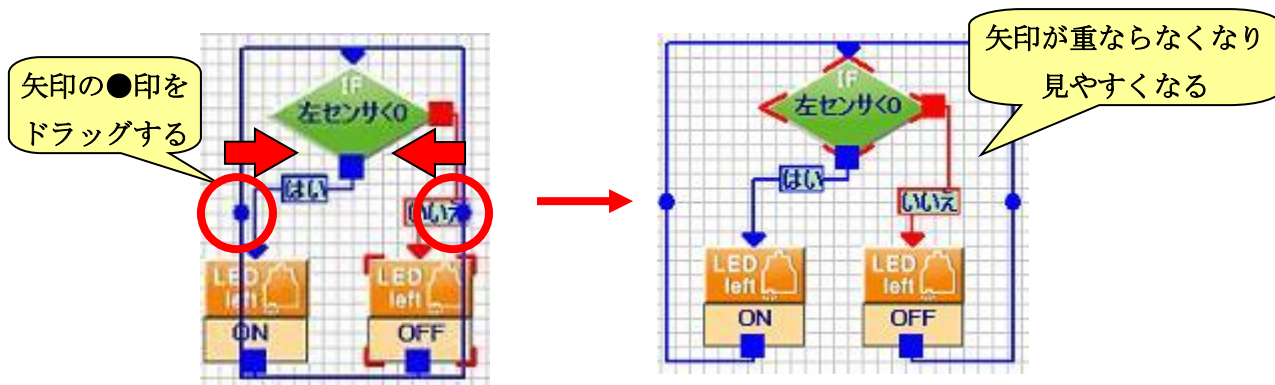 矢印の●印を
ドラッグする
IF
左センサ<0
はい
いいえ
LED
left
ON
LED
left
OFF
矢印が重ならなくなり
見やすくなる
IF
左センサ<0
はい
いいえ
LED
left
ON
LED
left
OFF